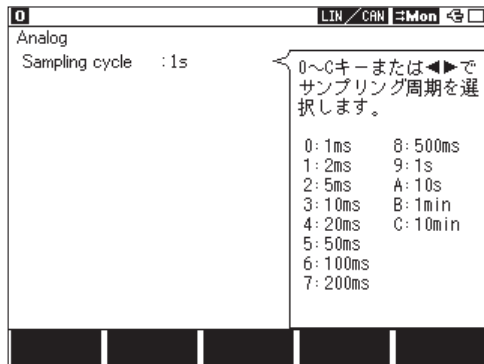 0
LIN/CAN ⇄Mon
Analog
Sampling cycle :1s
0〜Cキーまたは◀▶で
サンプリング周期を選
択します。
0:1ms 8:500ms
1:2ms 9:1s
2:5ms A:10s
3:10ms B:1min
4:20ms C:10min
5:50ms
6:100ms
7:200ms